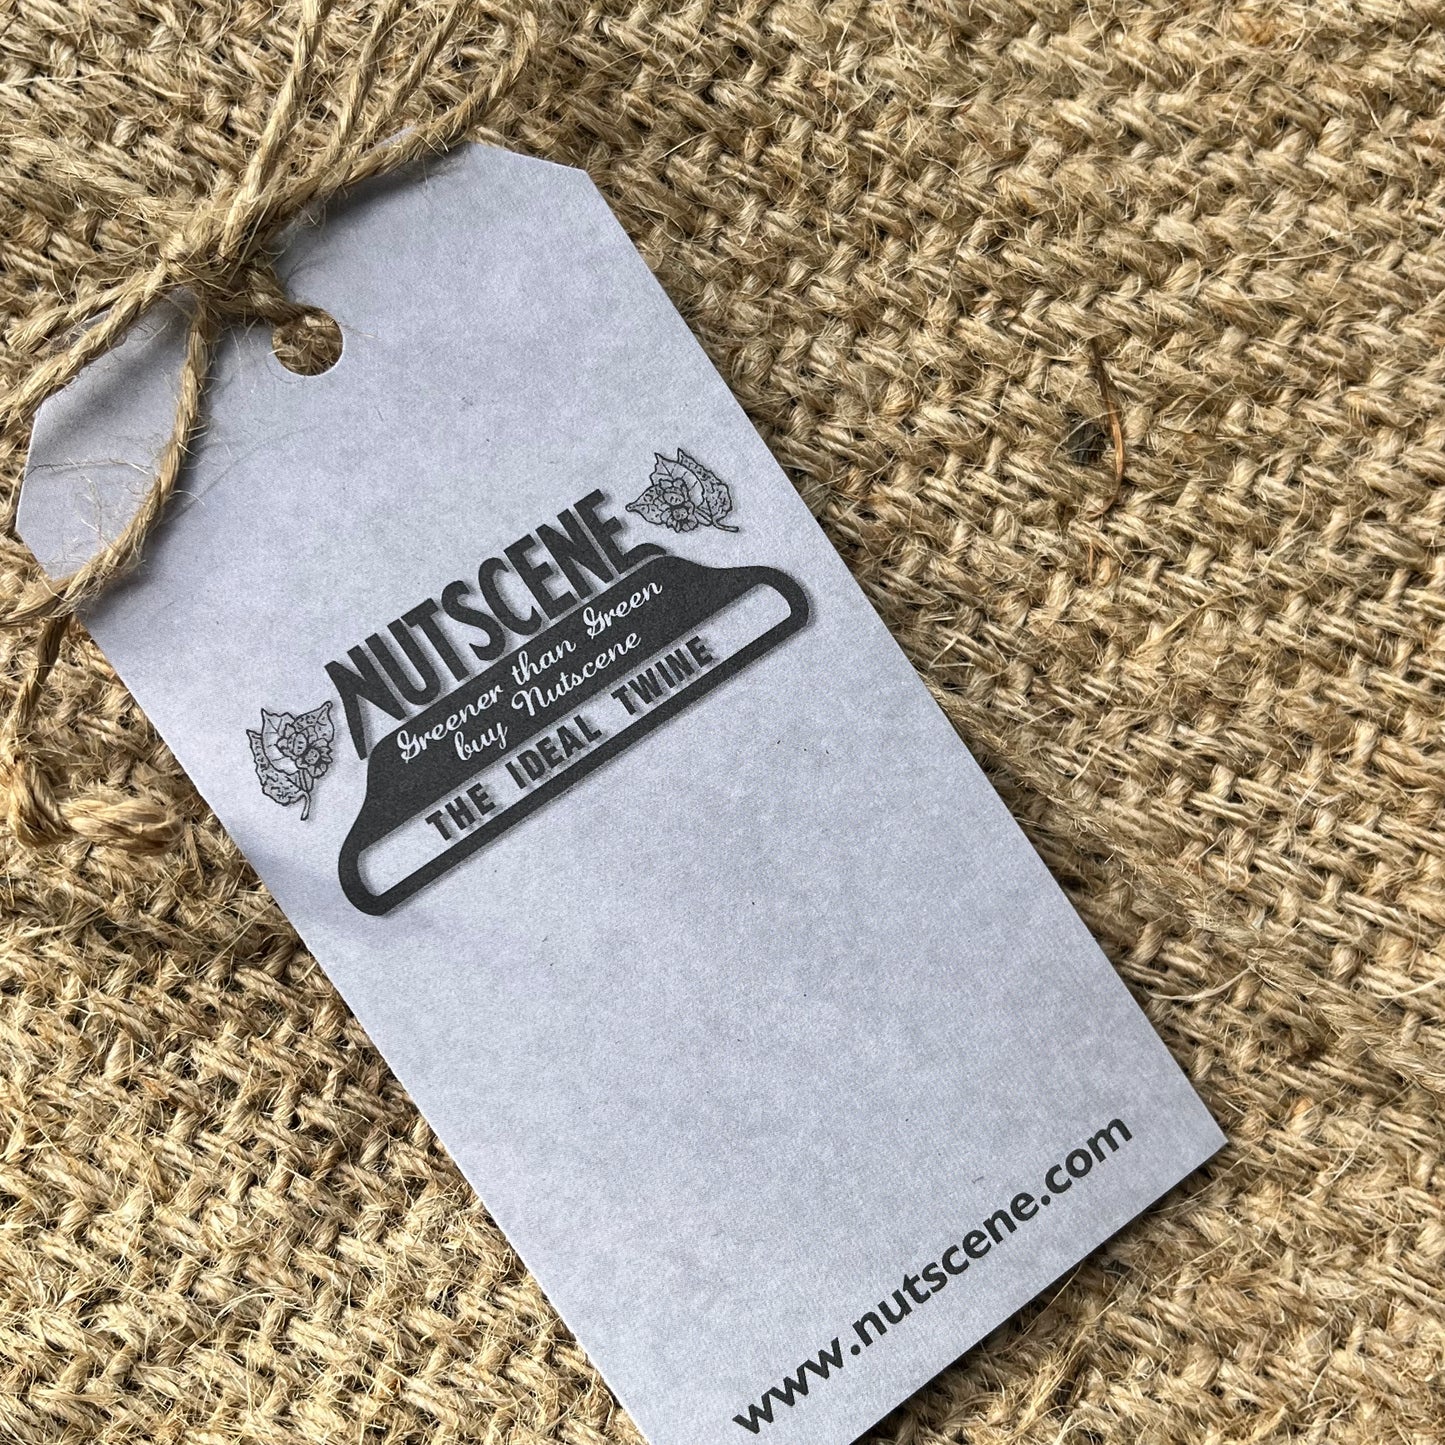 NUTSCENE
Greener than Green
buy Nutscene
THE IDEAL TWINE
www.nutscene.com